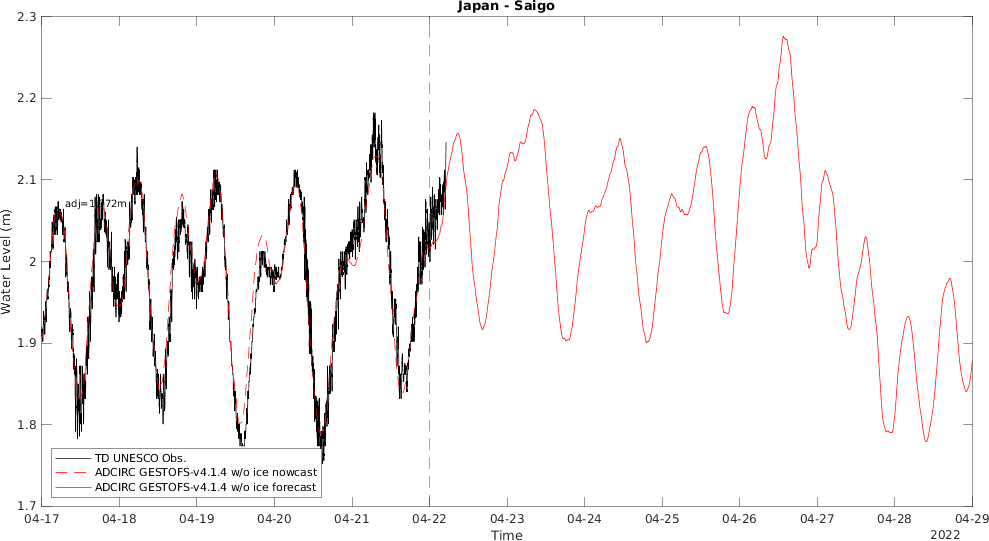 Japan - Saigo
2.3
2.2
2.1
2
1.9
1.8
1.7
Water Level (m)
TD UNESCO Obs.
ADCIRC GESTOFS-v4.1.4 w/o ice nowcast
ADCIRC GESTOFS-v4.1.4 w/o ice forecast
04-17 04-18 04-19 04-20 04-21 04-22 04-23 04-24 04-25 04-26 04-27 04-28 04-29
Time
2022